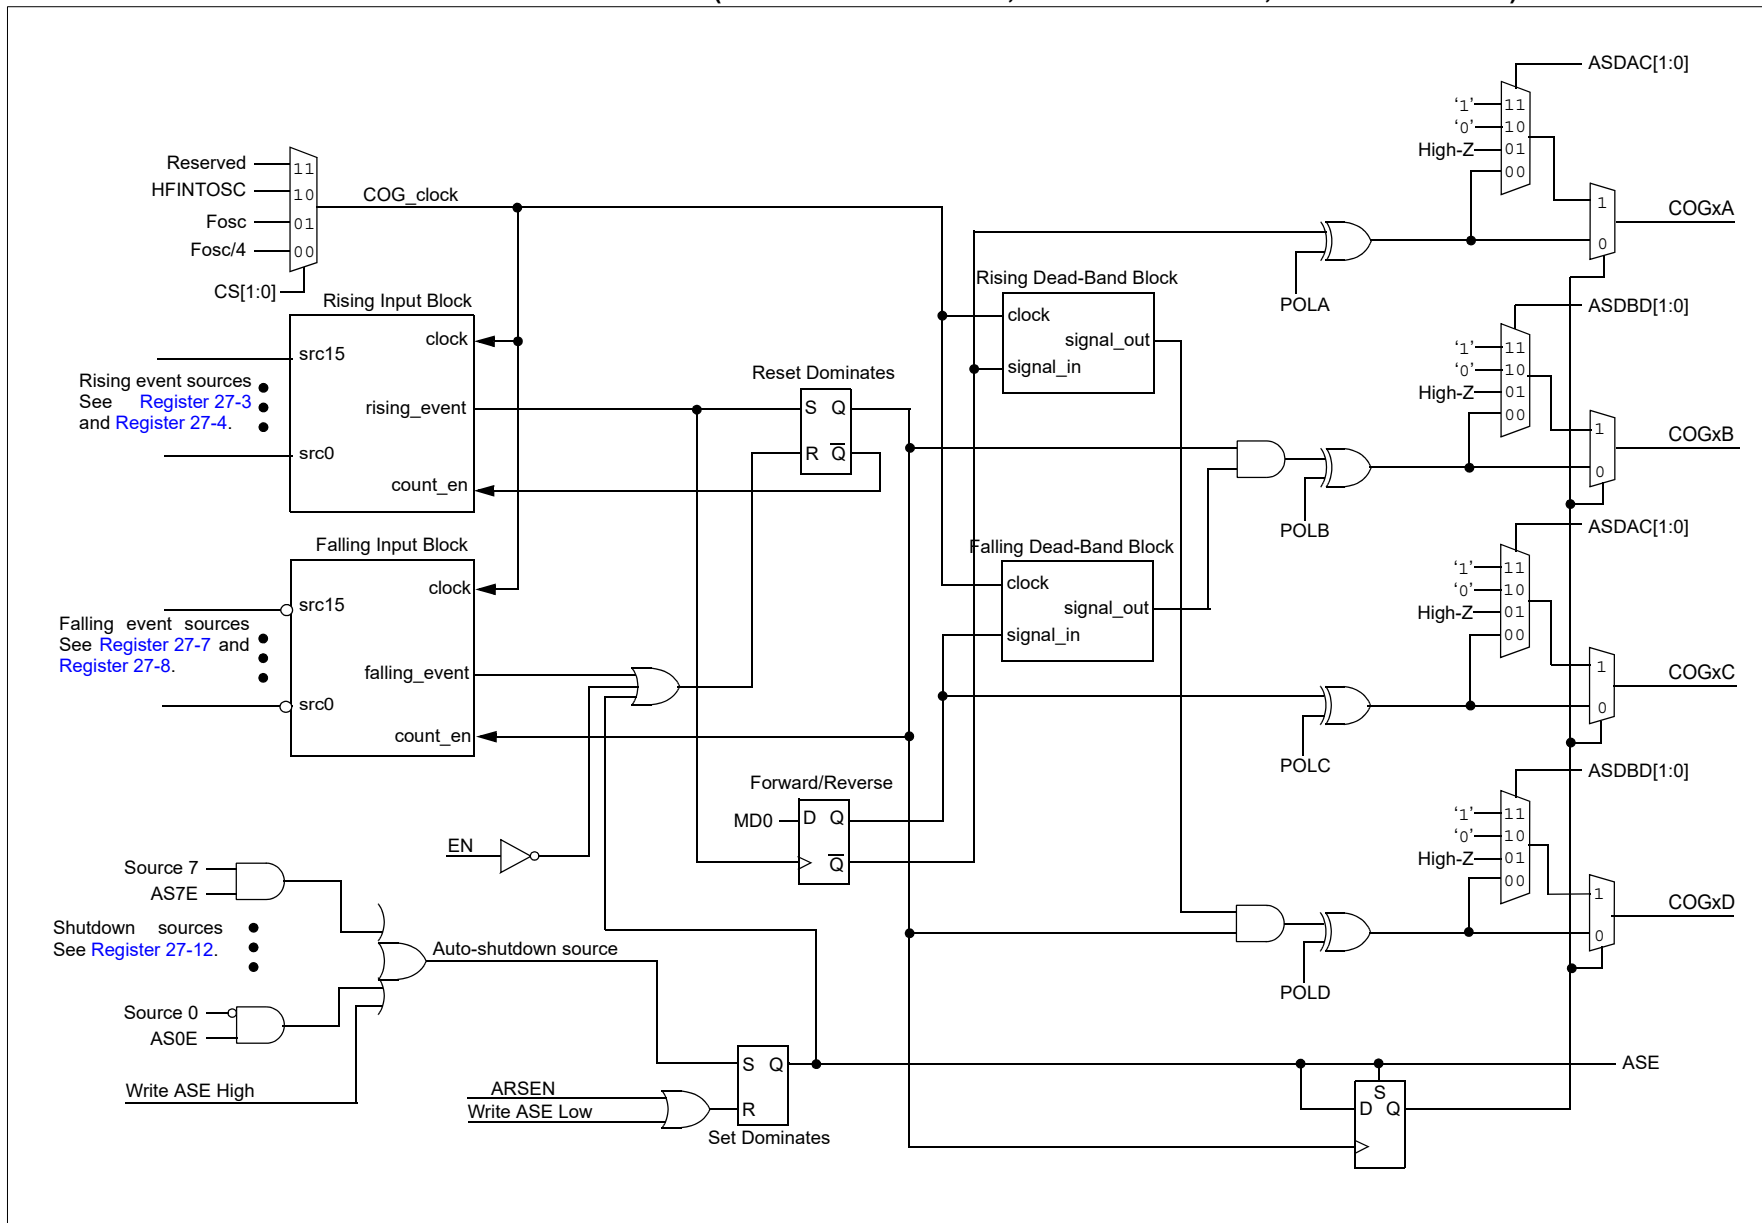 ASDAC[1:0]
‘1’ 11
‘0’ 10
High-Z 01
00
1
0
COGxA
POLA
Reserved 11
HFINTOSC 10
Fosc 01
Fosc/4 00
CS[1:0]
COG_clock
Rising Input Block
clock
src15
rising_event
src0
count_en
Rising event sources
See Register 27-3
and Register 27-4.
Reset Dominates
S Q
R Q
Rising Dead-Band Block
clock
signal_out
signal_in
ASDBD[1:0]
‘1’ 11
‘0’ 10
High-Z 01
00
1
0
COGxB
POLB
Falling Input Block
clock
src15
falling_event
src0
count_en
Falling event sources
See Register 27-7 and
Register 27-8.
Falling Dead-Band Block
clock
signal_out
signal_in
ASDAC[1:0]
‘1’ 11
‘0’ 10
High-Z 01
00
1
0
COGxC
POLC
Forward/Reverse
MD0 D Q
Q
EN
ASDBD[1:0]
‘1’ 11
‘0’ 10
High-Z 01
00
1
0
COGxD
POLD
Source 7
AS7E
Shutdown sources
See Register 27-12.
Source 0
AS0E
Write ASE High
Auto-shutdown source
ARSEN
Write ASE Low
S Q
R
Set Dominates
ASE
S
D Q